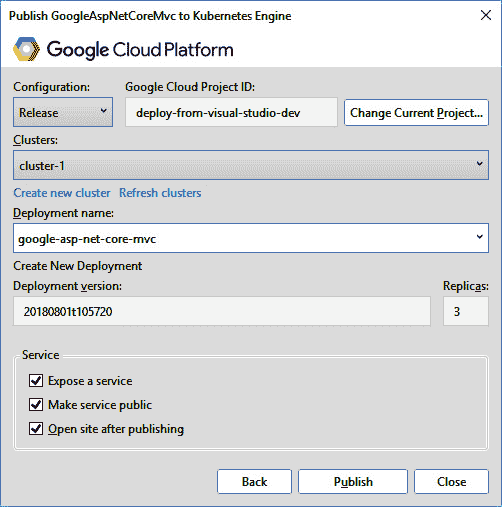 Publish GoogleAspNetCoreMvc to Kubernetes Engine
Google Cloud Platform
Configuration: Google Cloud Project ID:
Release deploy-from-visual-studio-dev Change Current Project...
Clusters:
cluster-1
Create new cluster Refresh clusters
Deployment name:
google-asp-net-core-mvc
Create New Deployment
Deployment version: Replicas:
20180801t105720 3
Service
Expose a service
Make service public
Open site after publishing
Back Publish Close